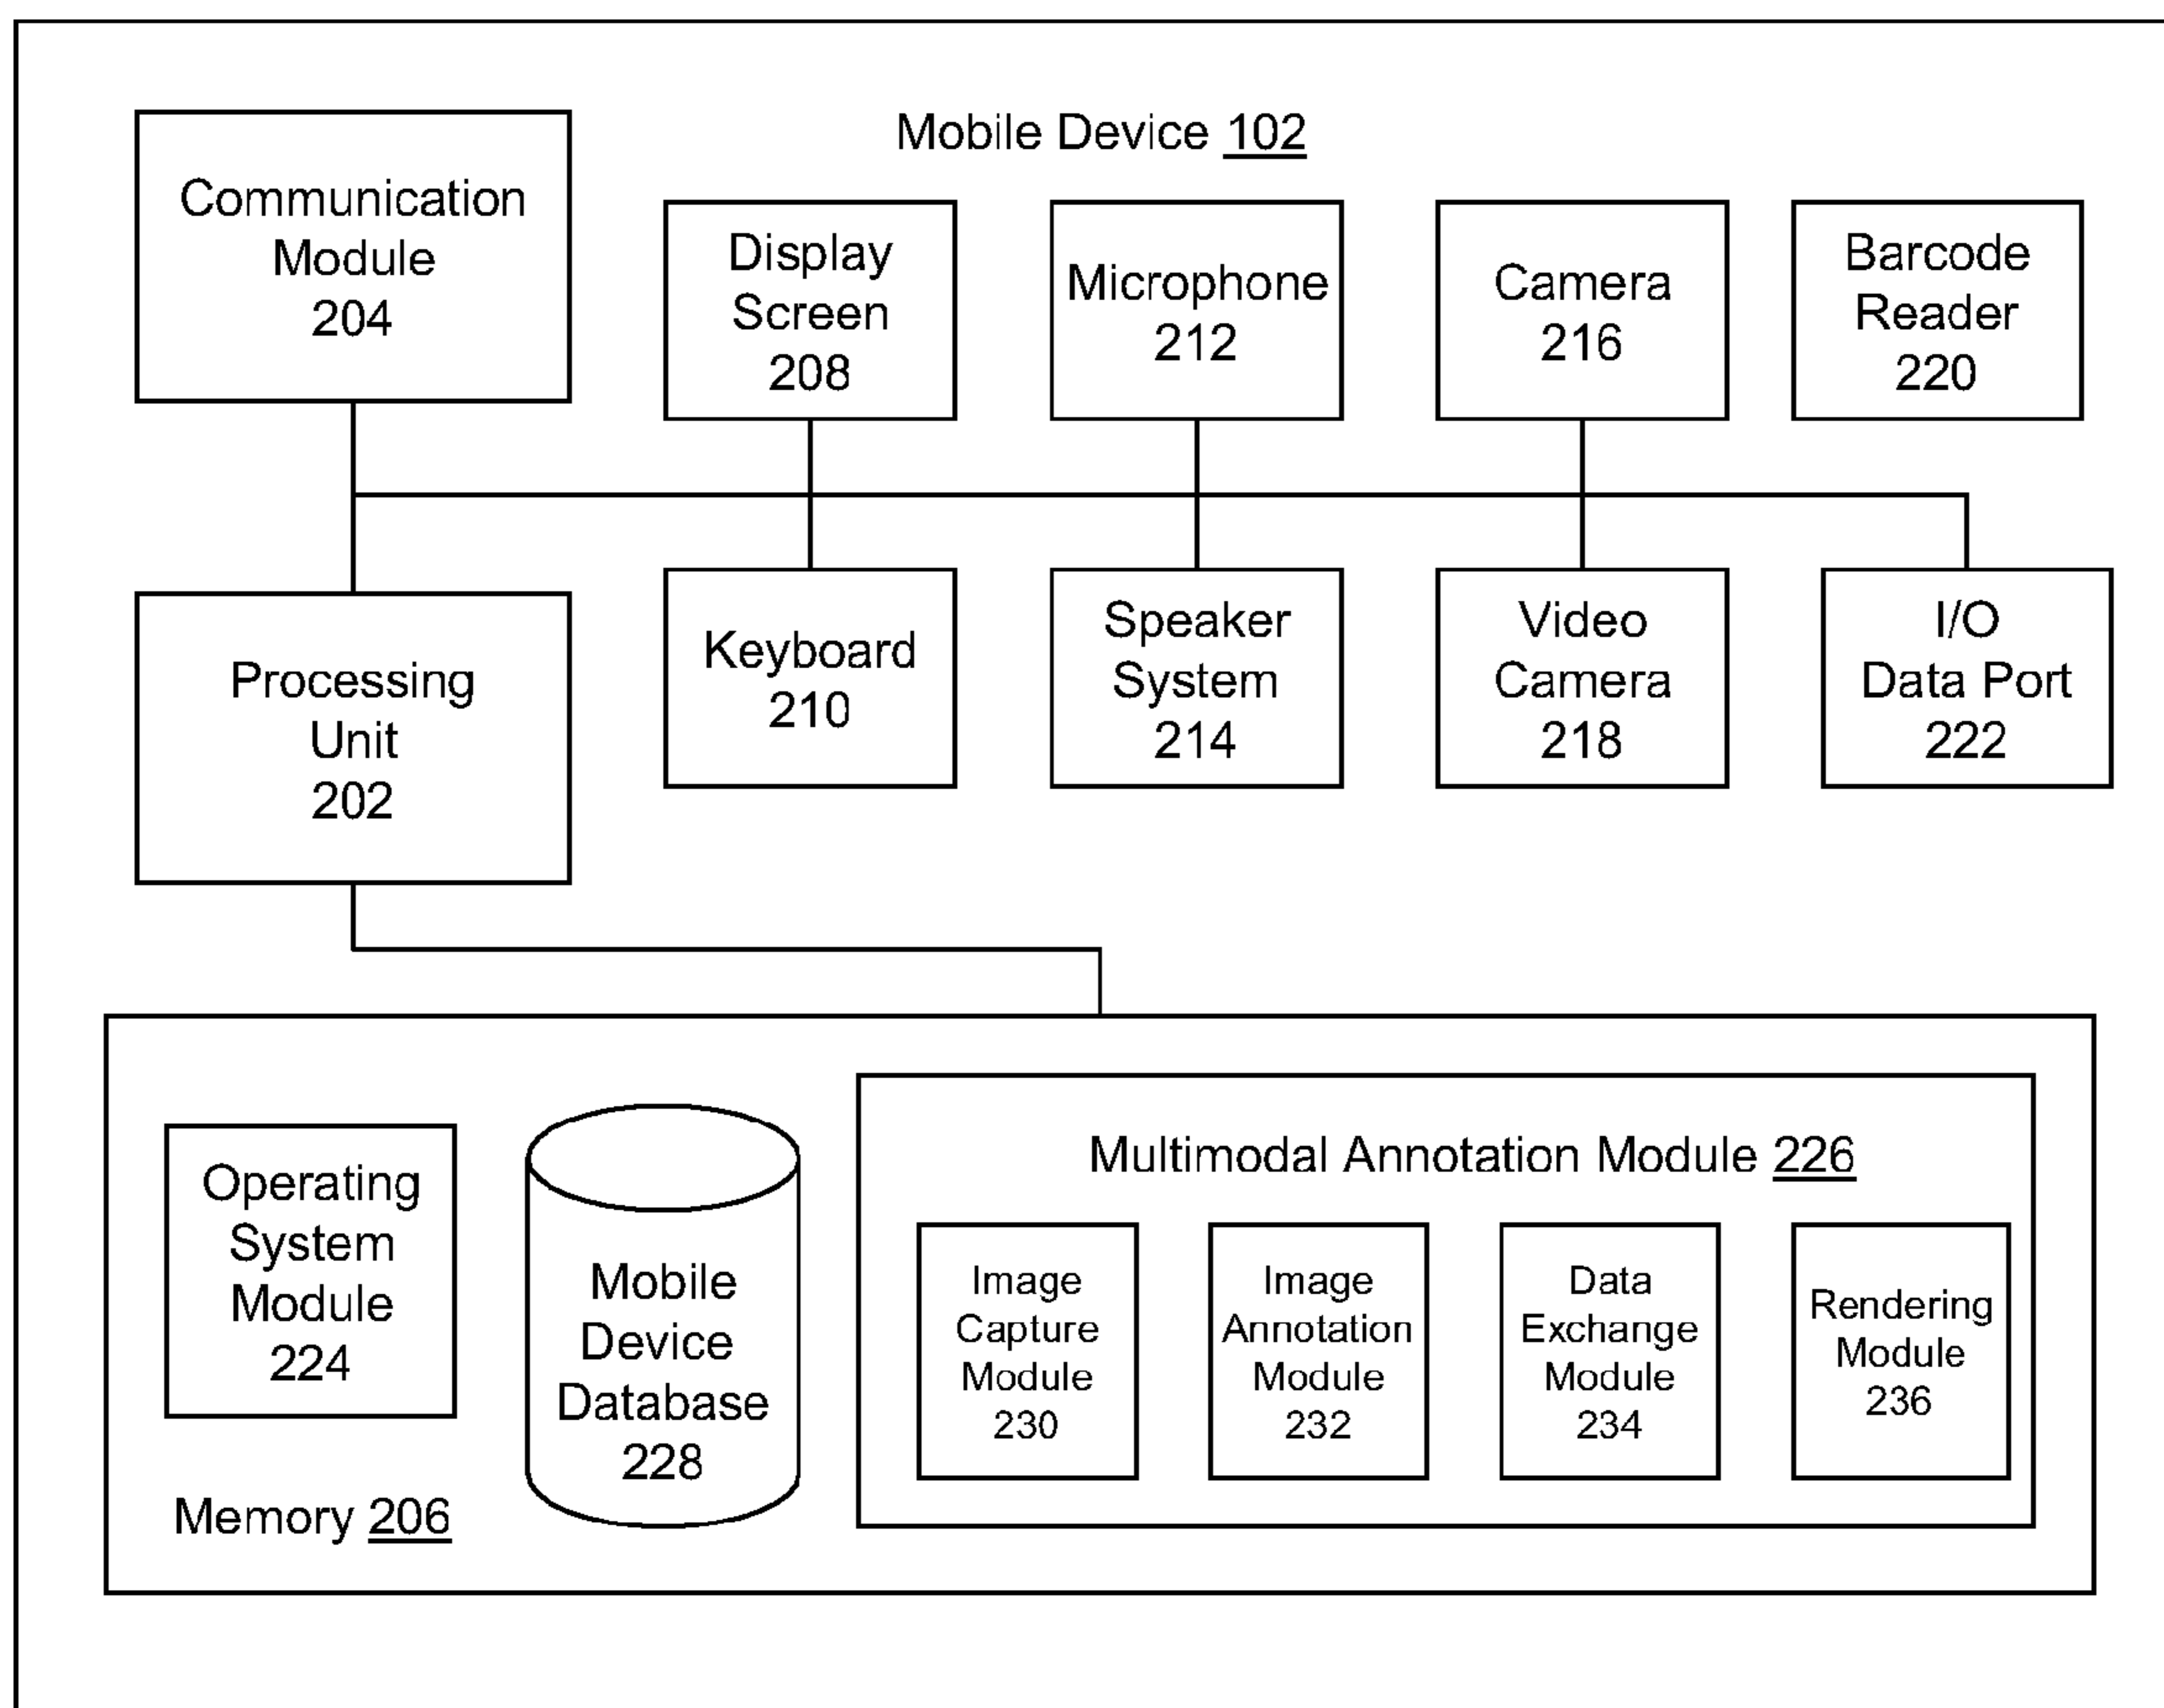 Mobile Device 102
Communication
Module
204
Display
Screen
208
Microphone
212
Camera
216
Barcode
Reader
220
Processing
Unit
202
Keyboard
210
Speaker
System
214
Video
Camera
218
I/O
Data Port
222
Operating
System
Module
224
Memory 206
Mobile
Device
Database
228
Multimodal Annotation Module 226
Image
Capture
Module
230
Image
Annotation
Module
232
Data
Exchange
Module
234
Rendering
Module
236